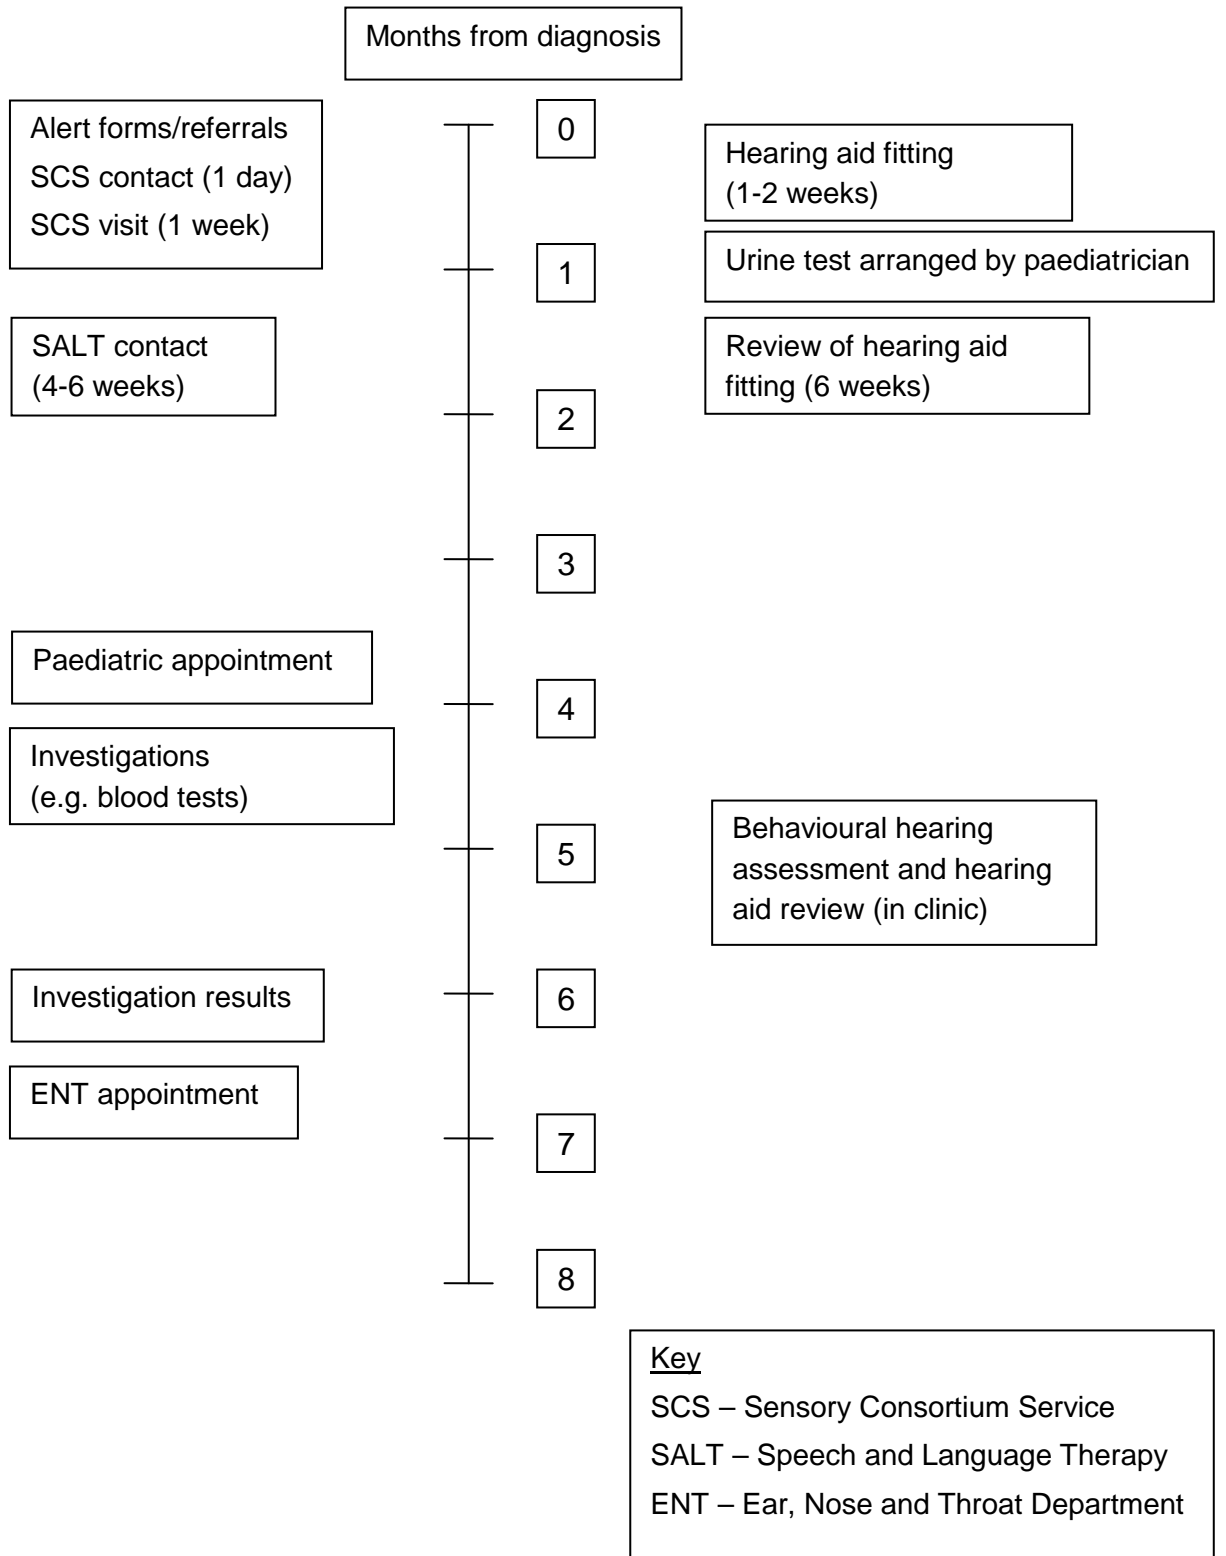 Months from diagnosis
Alert forms/referrals
SCS contact (1 day)
SCS visit (1 week)
0
Hearing aid fitting
(1-2 weeks)
Urine test arranged by paediatrician
1
SALT contact
(4-6 weeks)
Review of hearing aid
fitting (6 weeks)
2
3
Paediatric appointment
4
Investigations
(e.g. blood tests)
5
Behavioural hearing
assessment and hearing
aid review (in clinic)
Investigation results
6
ENT appointment
7
8
Key
SCS – Sensory Consortium Service
SALT – Speech and Language Therapy
ENT – Ear, Nose and Throat Department